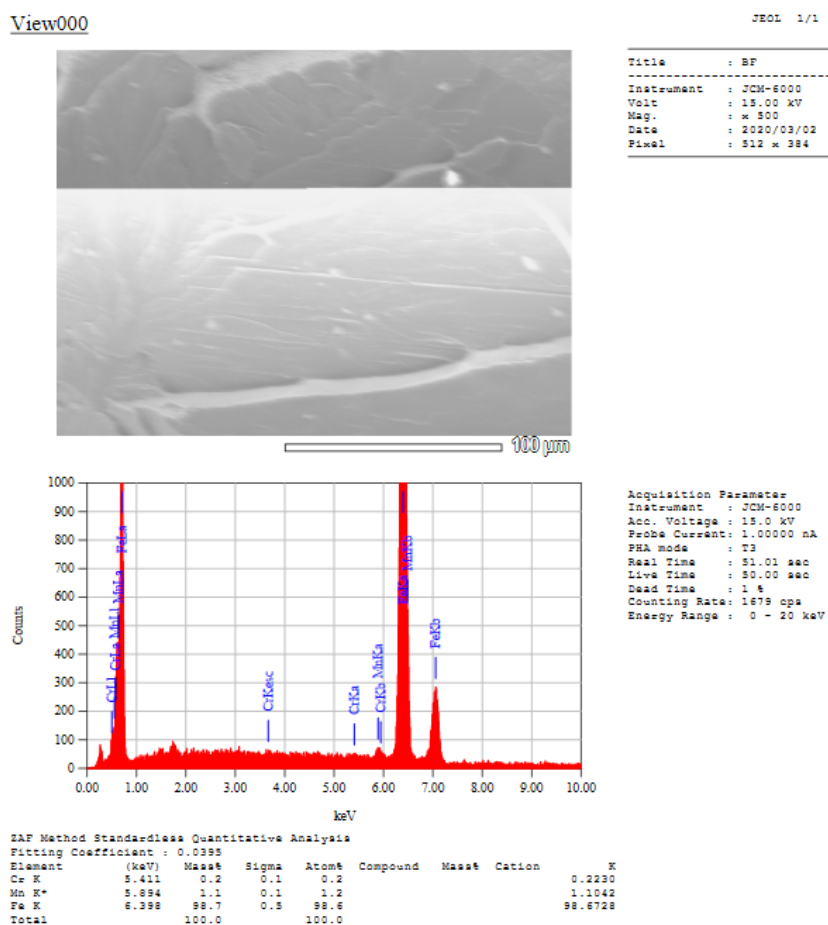 View000
JEOL 1/1
Title : BF
Instrument : JCM-6000
Volt : 15.00 kV
Mag. : x 500
Date : 2020/03/02
Pixel : 512 x 384
100 μm
1000
900
800
700
600
500
400
300
200
100
0
Counts
CrLl CrLa MnLl MnLa FeLa
CrKesc
CrKa
CrKb MnKa
FeKa MnKb
FeKb
0.00 1.00 2.00 3.00 4.00 5.00 6.00 7.00 8.00 9.00 10.00
keV
Acquisition Parameter
Instrument : JCM-6000
Acc. Voltage : 15.0 kV
Probe Current: 1.00000 nA
PHA mode : T3
Real Time : 51.01 sec
Live Time : 50.00 sec
Dead Time : 1 %
Counting Rate: 1679 cps
Energy Range : 0 - 20 keV
ZAF Method Standardless Quantitative Analysis
Fitting Coefficient : 0.0395
Element (keV) Mass% Sigma Atom% Compound Mass% Cation K
Cr K 5.411 0.2 0.1 0.2 0.2230
Mn K* 5.894 1.1 0.1 1.2 1.1042
Fe K 6.398 98.7 0.5 98.6 98.6728
Total 100.0 100.0